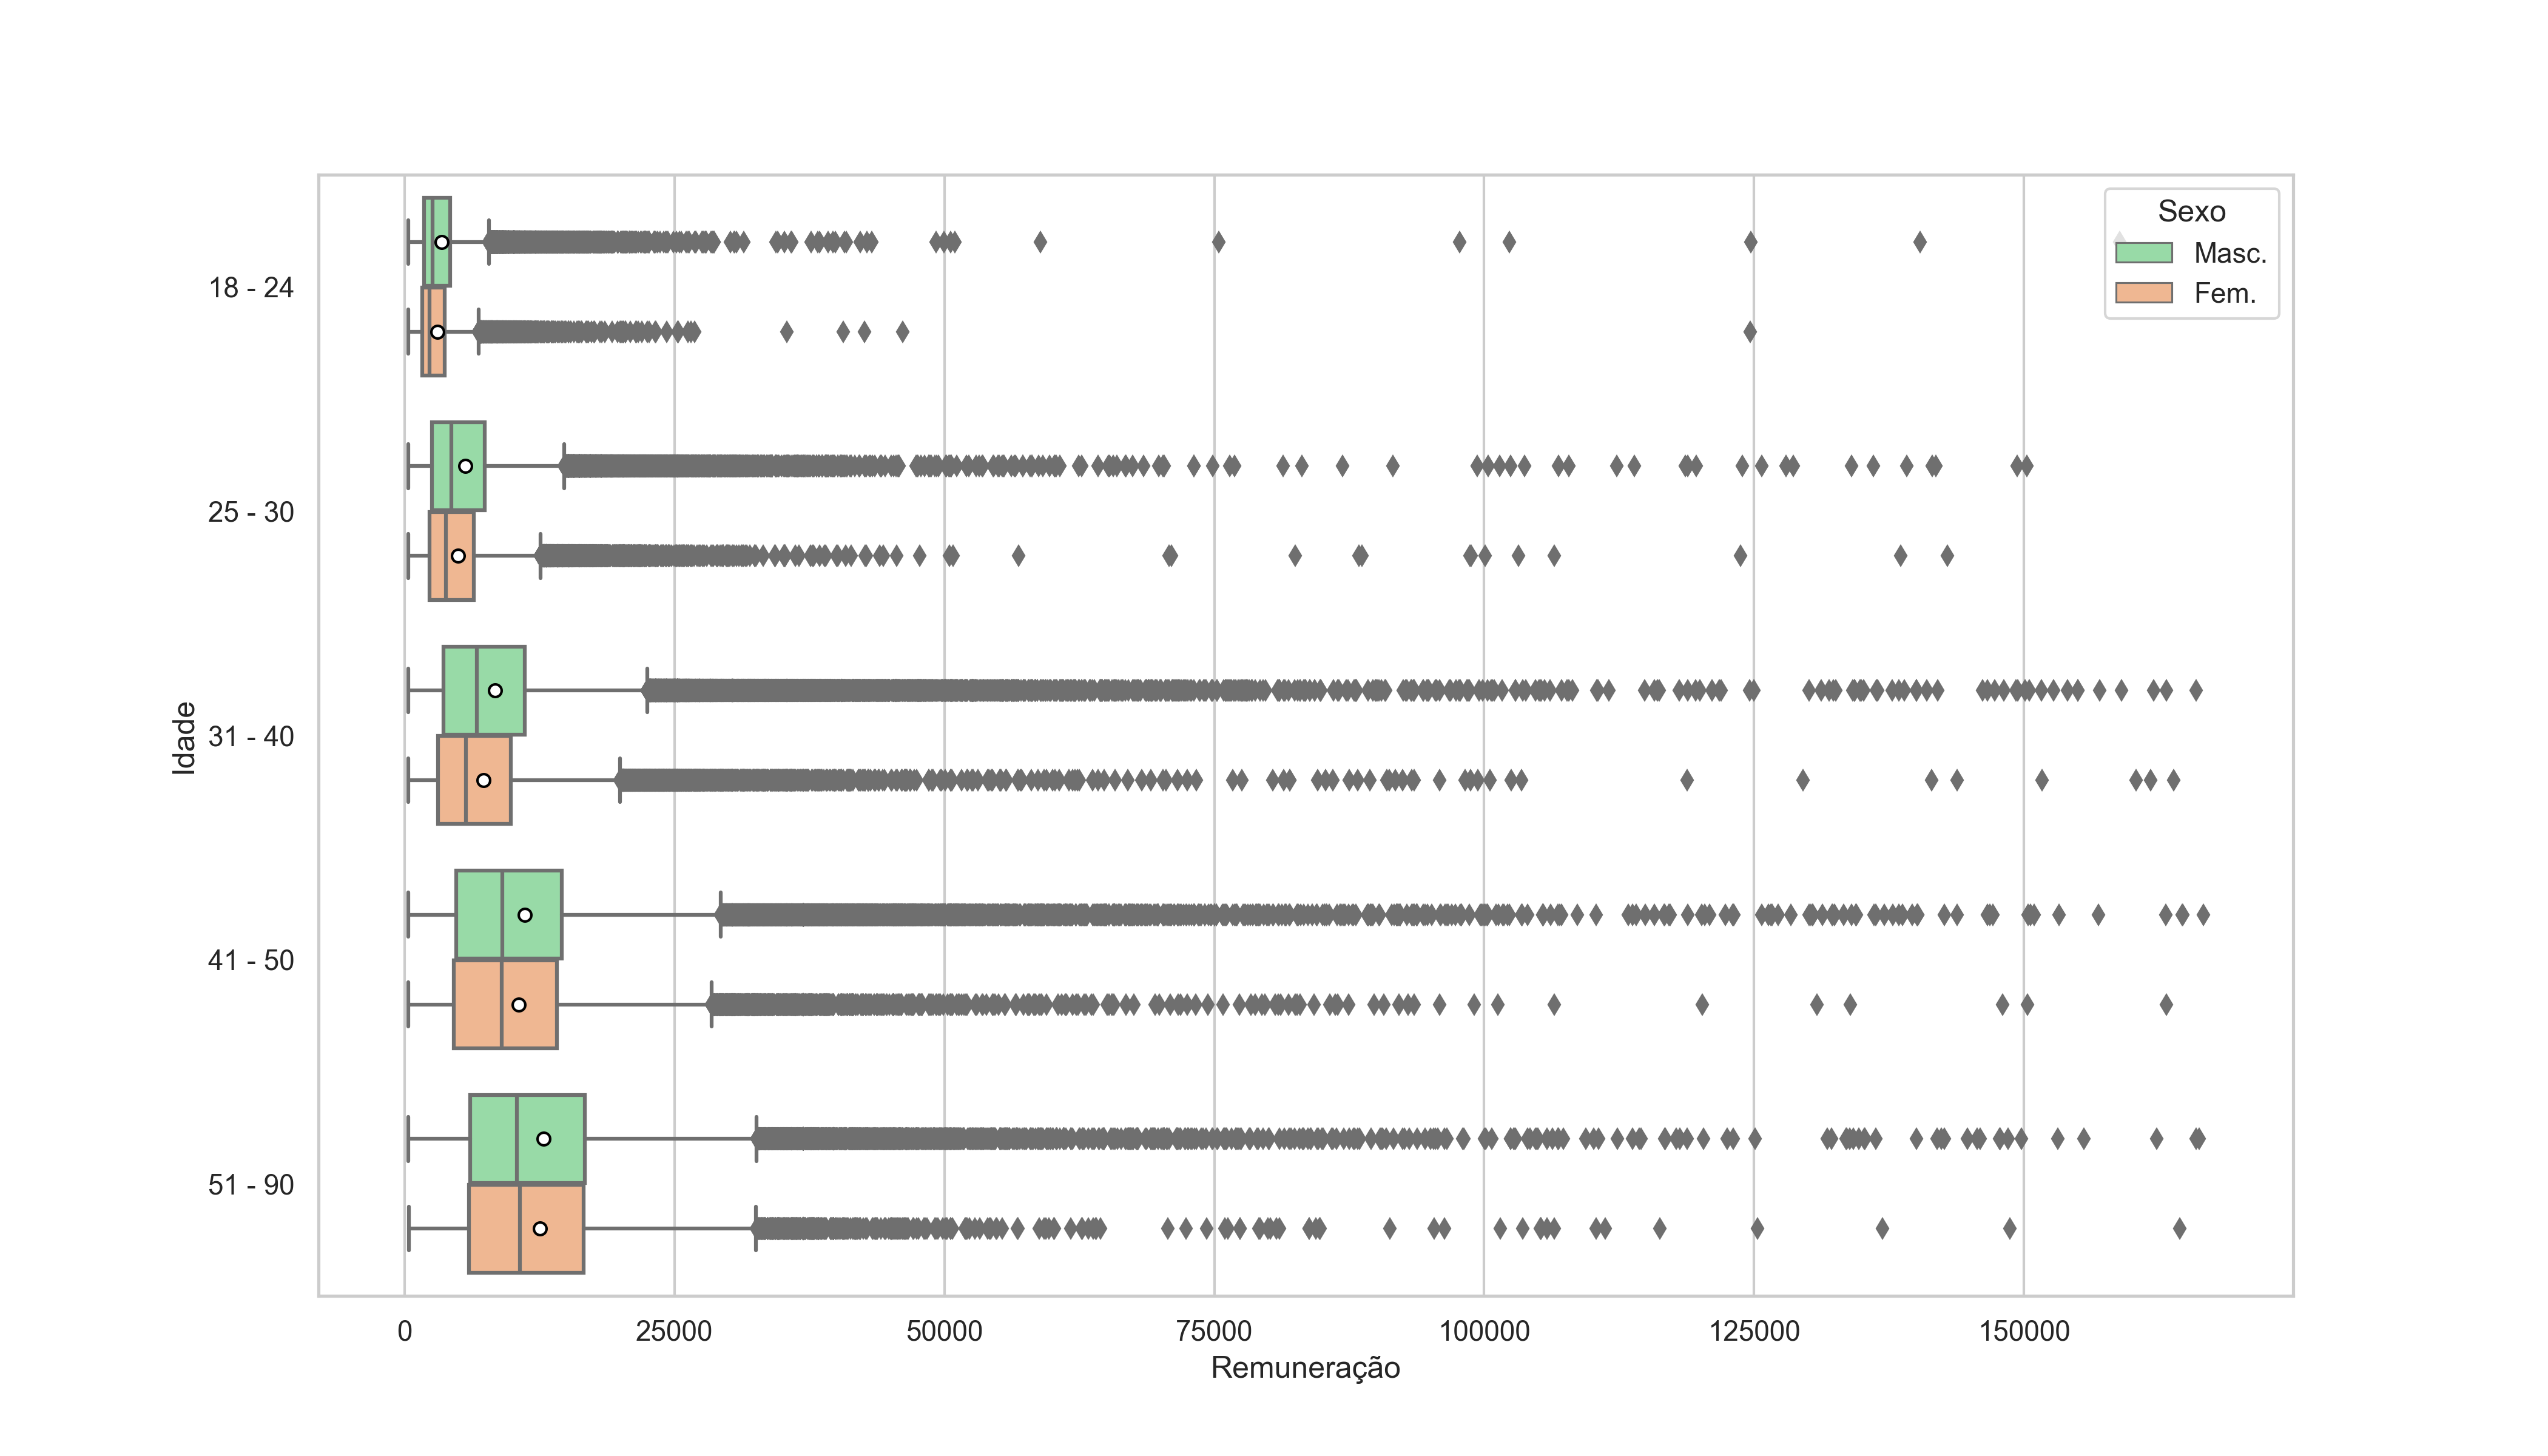 Sexo
Masc.
Fem.
18 - 24
25 - 30
31 - 40
41 - 50
51 - 90
Idade
0 25000 50000 75000 100000 125000 150000
Remuneração